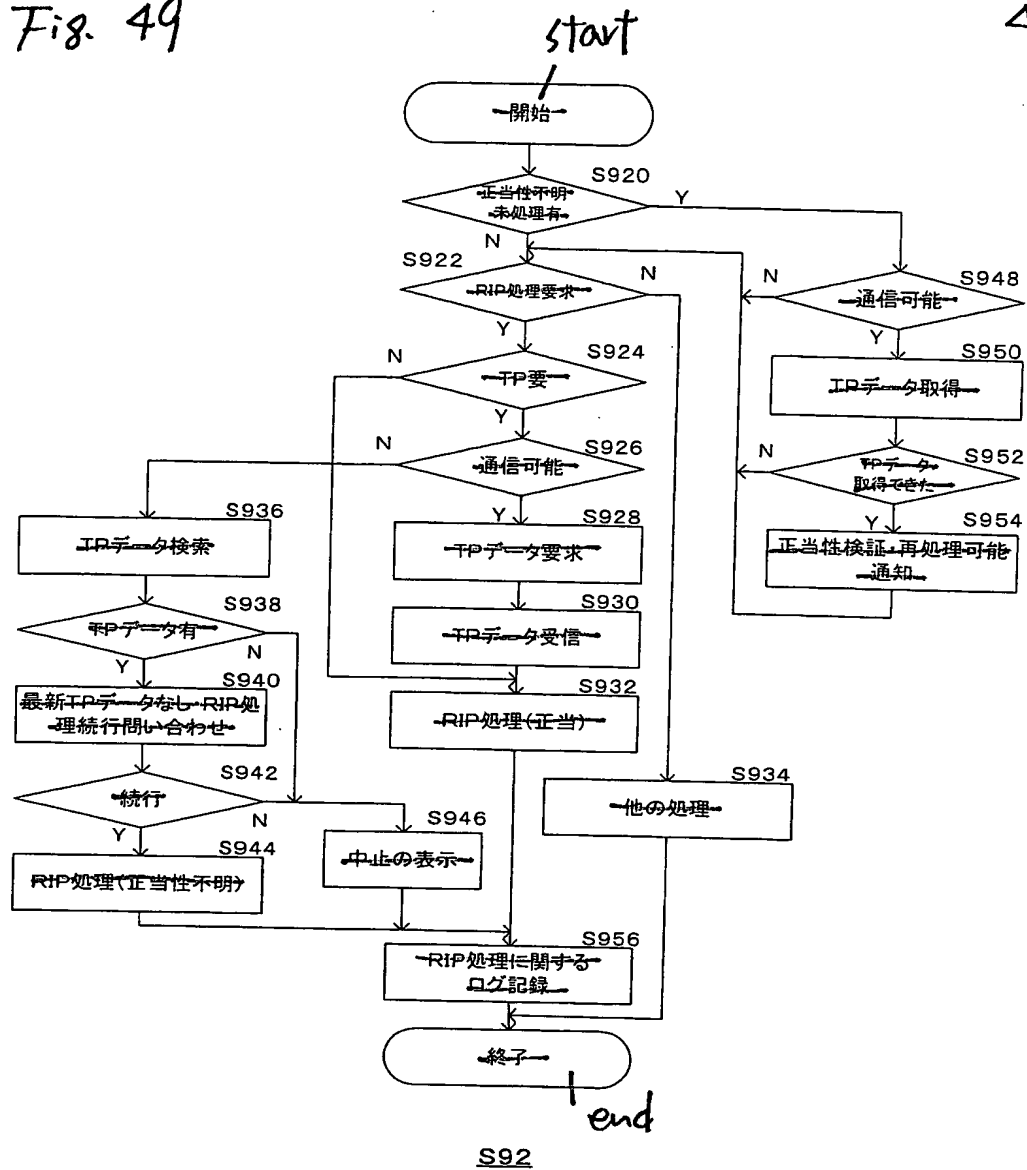 Fig. 49
start
開始
S920
正当性不明
未処理有
Y
N
S922
RIP処理要求
N
Y
S948
通信可能
N
Y
S924
TP要
N
Y
S950
TPデータ取得
S926
通信可能
N
Y
S952
TPデータ
取得できた
N
Y
S936
TPデータ検索
S928
TPデータ要求
S954
正当性検証・再処理可能
通知
S938
TPデータ有
N
Y
S930
TPデータ受信
S940
最新TPデータなし・RIP処
理続行問い合わせ
S932
RIP処理(正当)
S942
続行
N
Y
S934
他の処理
S946
中止の表示
S944
RIP処理(正当性不明)
S956
RIP処理に関する
ログ記録
終了
end
S92